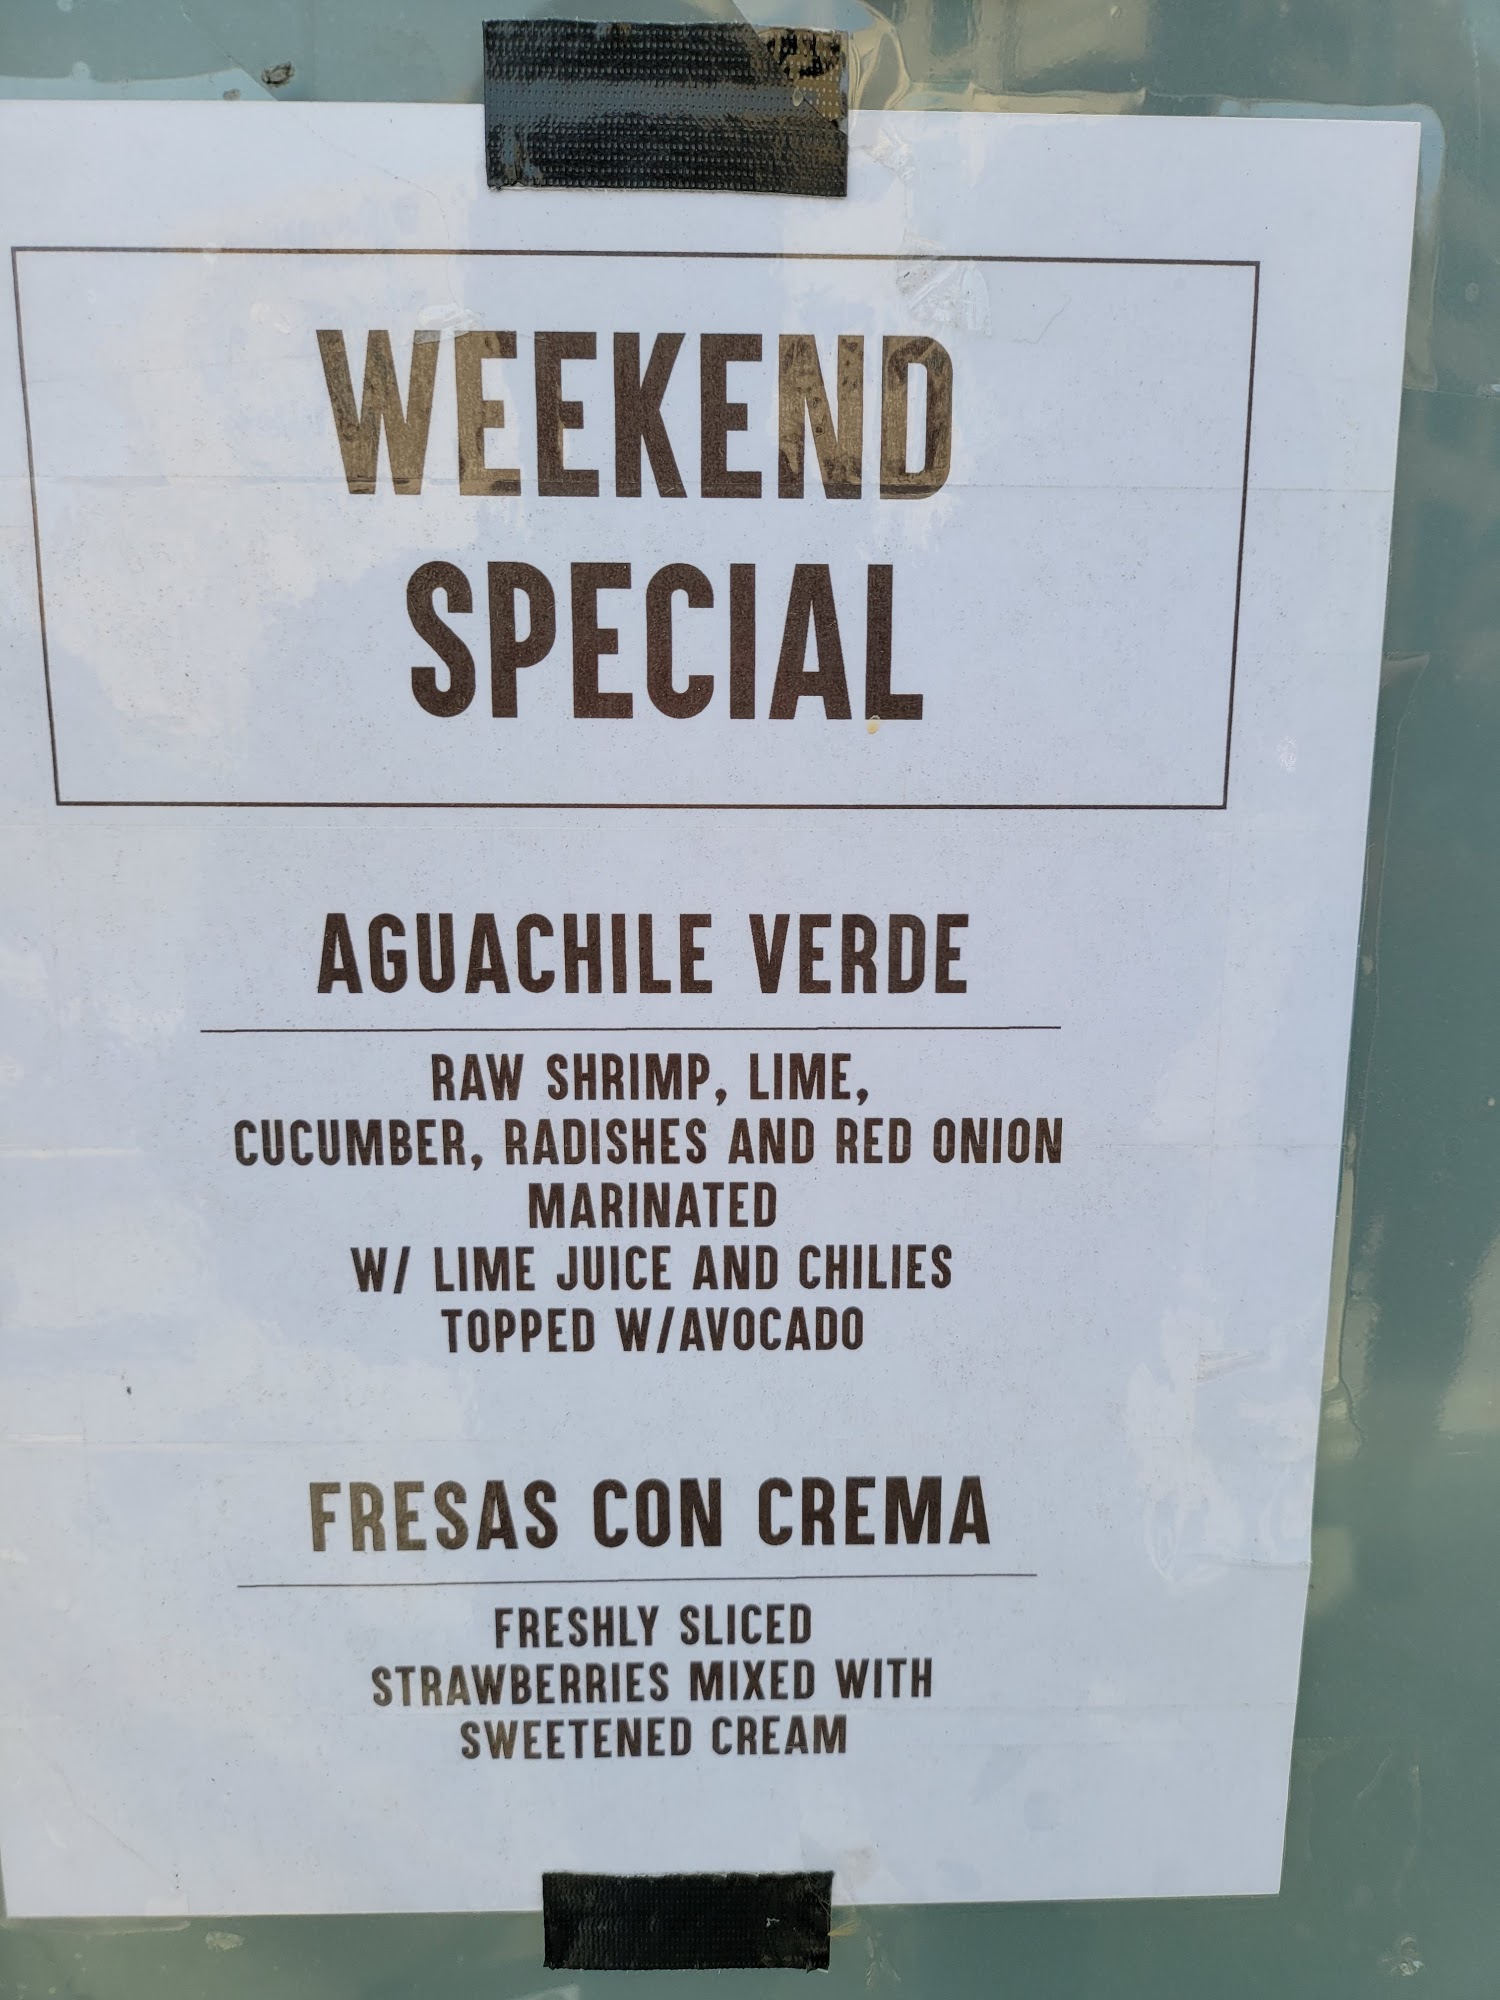 WEEKEND
SPECIAL
AGUACHILE VERDE
RAW SHRIMP, LIME,
CUCUMBER, RADISHES AND RED ONION
MARINATED
W/ LIME JUICE AND CHILIES
TOPPED W/AVOCADO
FRESAS CON CREMA
FRESHLY SLICED
STRAWBERRIES MIXED WITH
SWEETENED CREAM